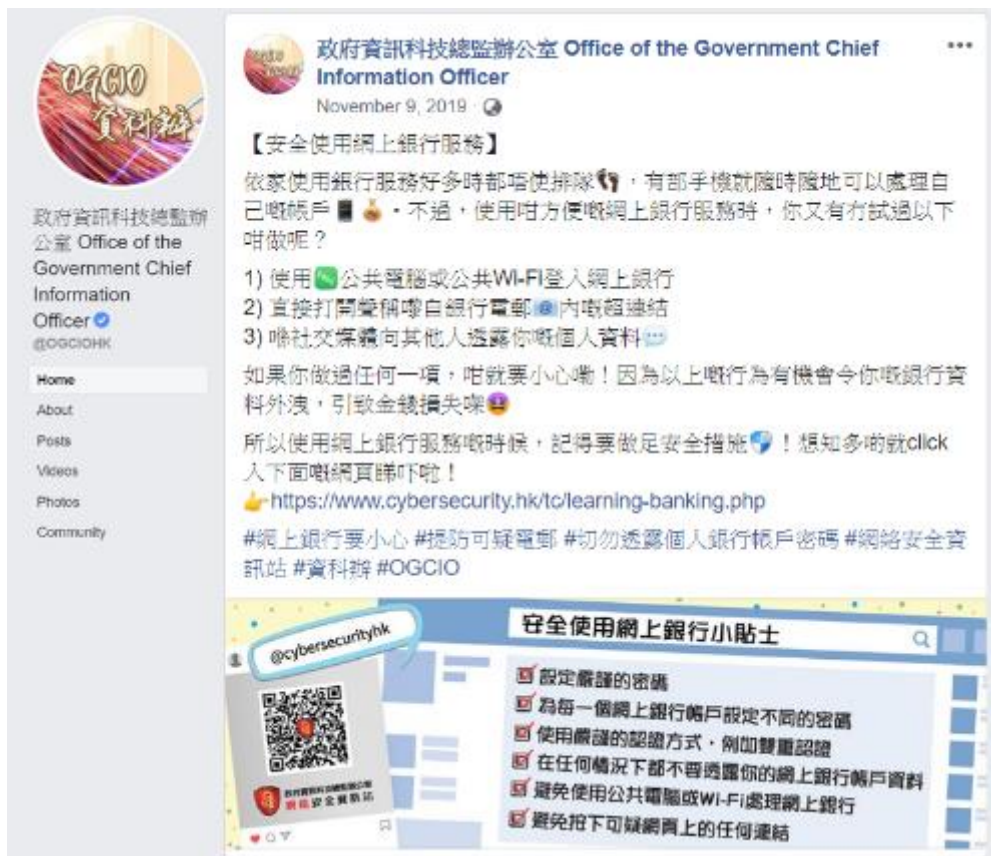 OGCIO
資科辦
政府資訊科技總監辦
公室 Office of the
Government Chief
Information
Officer
@OGCIOHK
Home
About
Posts
Videos
Photos
Community
政府資訊科技總監辦公室 Office of the Government Chief
Information Officer
November 9, 2019
【安全使用網上銀行服務】
依家使用銀行服務好多時都唔使排隊👣，有部手機就隨時隨地可以處理自
己嘅帳戶📱💰。不過，使用咁方便嘅網上銀行服務時，你又有冇試過以下
咁做呢？
1) 使用📶公共電腦或公共Wi-Fi登入網上銀行
2) 直接打開聲稱嚟自銀行電郵📧內嘅超連結
3) 喺社交媒體向其他人透露你嘅個人資料💬
如果你做過任何一項，咁就要小心嘞！因為以上嘅行為有機會令你嘅銀行資
料外洩，引致金錢損失㗎😖
所以使用網上銀行服務嘅時候，記得要做足安全措施🛡！想知多啲就click
入下面嘅網頁睇吓啦！
👉https://www.cybersecurity.hk/tc/learning-banking.php
#網上銀行要小心 #提防可疑電郵 #切勿透露個人銀行帳戶密碼 #網絡安全資
訊站 #資科辦 #OGCIO
@cybersecurityhk
政府資訊科技總監辦公室
網絡安全資訊站
安全使用網上銀行小貼士
設定嚴謹的密碼
為每一個網上銀行帳戶設定不同的密碼
使用嚴謹的認證方式，例如雙重認證
在任何情況下都不要透露你的網上銀行帳戶資料
避免使用公共電腦或Wi-Fi處理網上銀行
避免按下可疑網頁上的任何連結